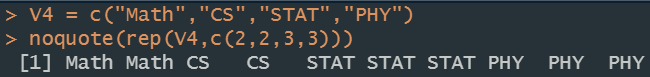 > V4 = c("Math","CS","STAT","PHY")
> noquote(rep(V4,c(2,2,3,3)))
[1] Math Math CS   CS   STAT STAT STAT PHY  PHY  PHY